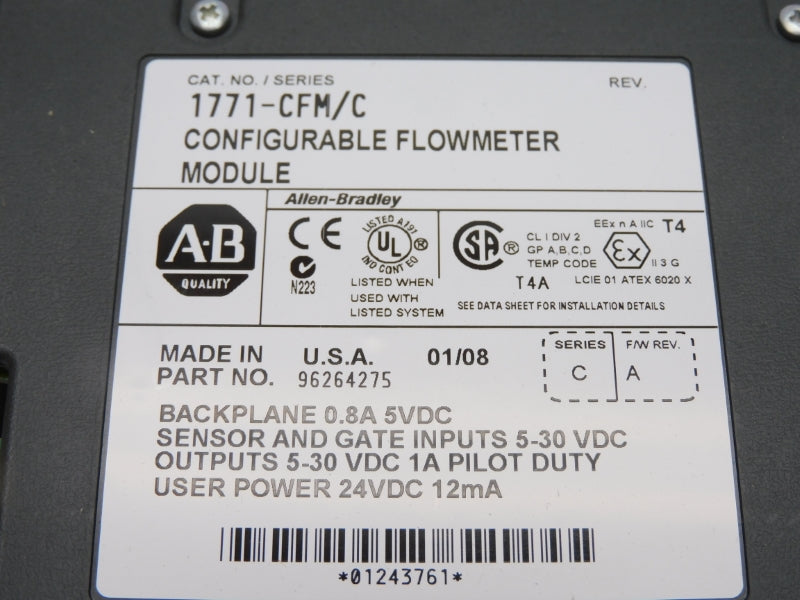 CAT. NO. / SERIES REV.
1771-CFM/C
CONFIGURABLE FLOWMETER
MODULE
Allen-Bradley
A·B
QUALITY
CE
N223
LISTED A197
UL ®
IND CONT EQ
LISTED WHEN
USED WITH
LISTED SYSTEM
SA ®
CL I DIV 2
GP A,B,C,D
TEMP CODE
T4A
EEx n A IIC T4
Ex
II 3 G
LCIE 01 ATEX 6020 X
SEE DATA SHEET FOR INSTALLATION DETAILS
MADE IN U.S.A. 01/08
PART NO. 96264275
SERIES F/W REV.
C A
BACKPLANE 0.8A 5VDC
SENSOR AND GATE INPUTS 5-30 VDC
OUTPUTS 5-30 VDC 1A PILOT DUTY
USER POWER 24VDC 12mA
*01243761*